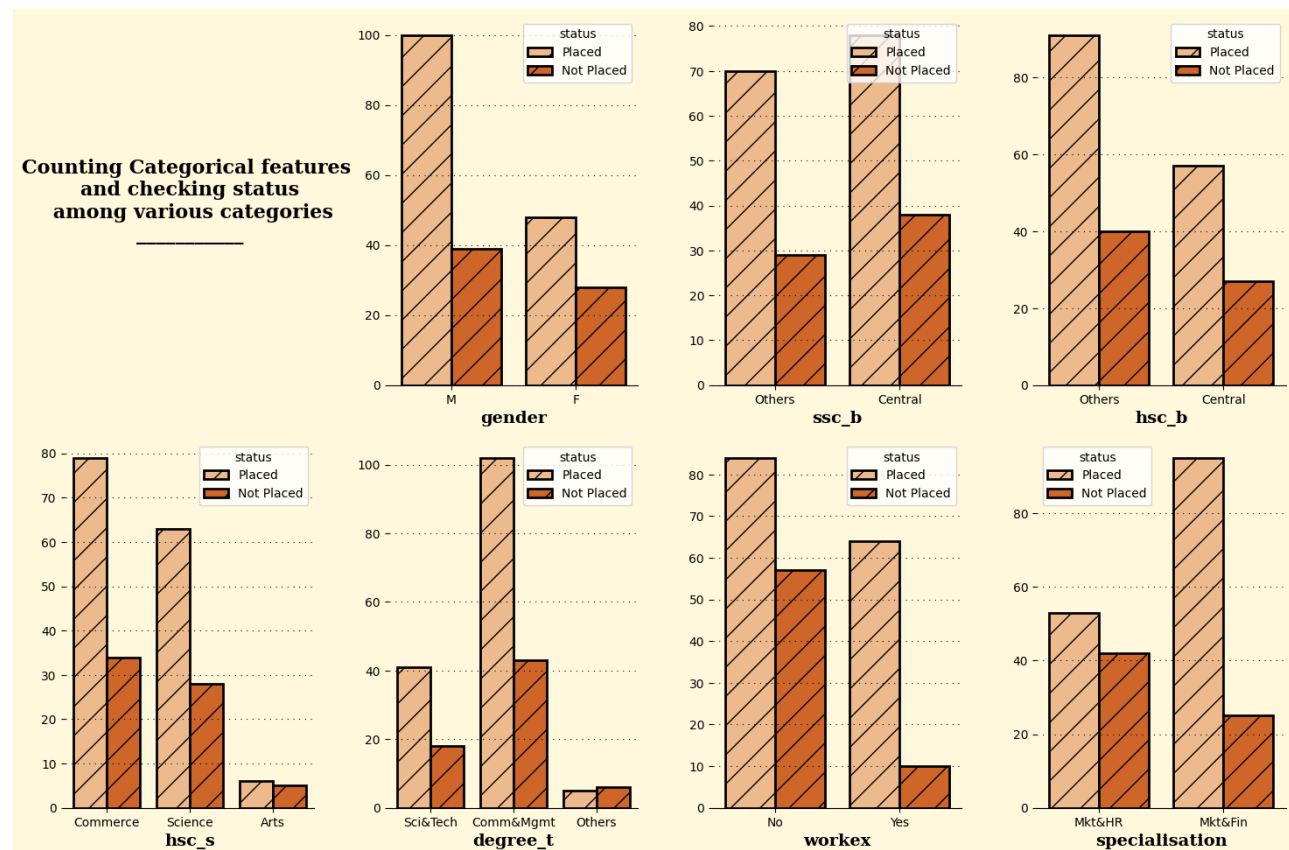 Counting Categorical features
and checking status
among various categories
100
80
60
40
20
0
status
Placed
Not Placed
M F
gender
80
70
60
50
40
30
20
10
0
status
Placed
Not Placed
Others Central
ssc_b
80
60
40
20
0
status
Placed
Not Placed
Others Central
hsc_b
80
70
60
50
40
30
20
10
0
status
Placed
Not Placed
Commerce Science Arts
hsc_s
100
80
60
40
20
0
status
Placed
Not Placed
Sci&Tech Comm&Mgmt Others
degree_t
80
70
60
50
40
30
20
10
0
status
Placed
Not Placed
No Yes
workex
80
60
40
20
0
status
Placed
Not Placed
Mkt&HR Mkt&Fin
specialisation